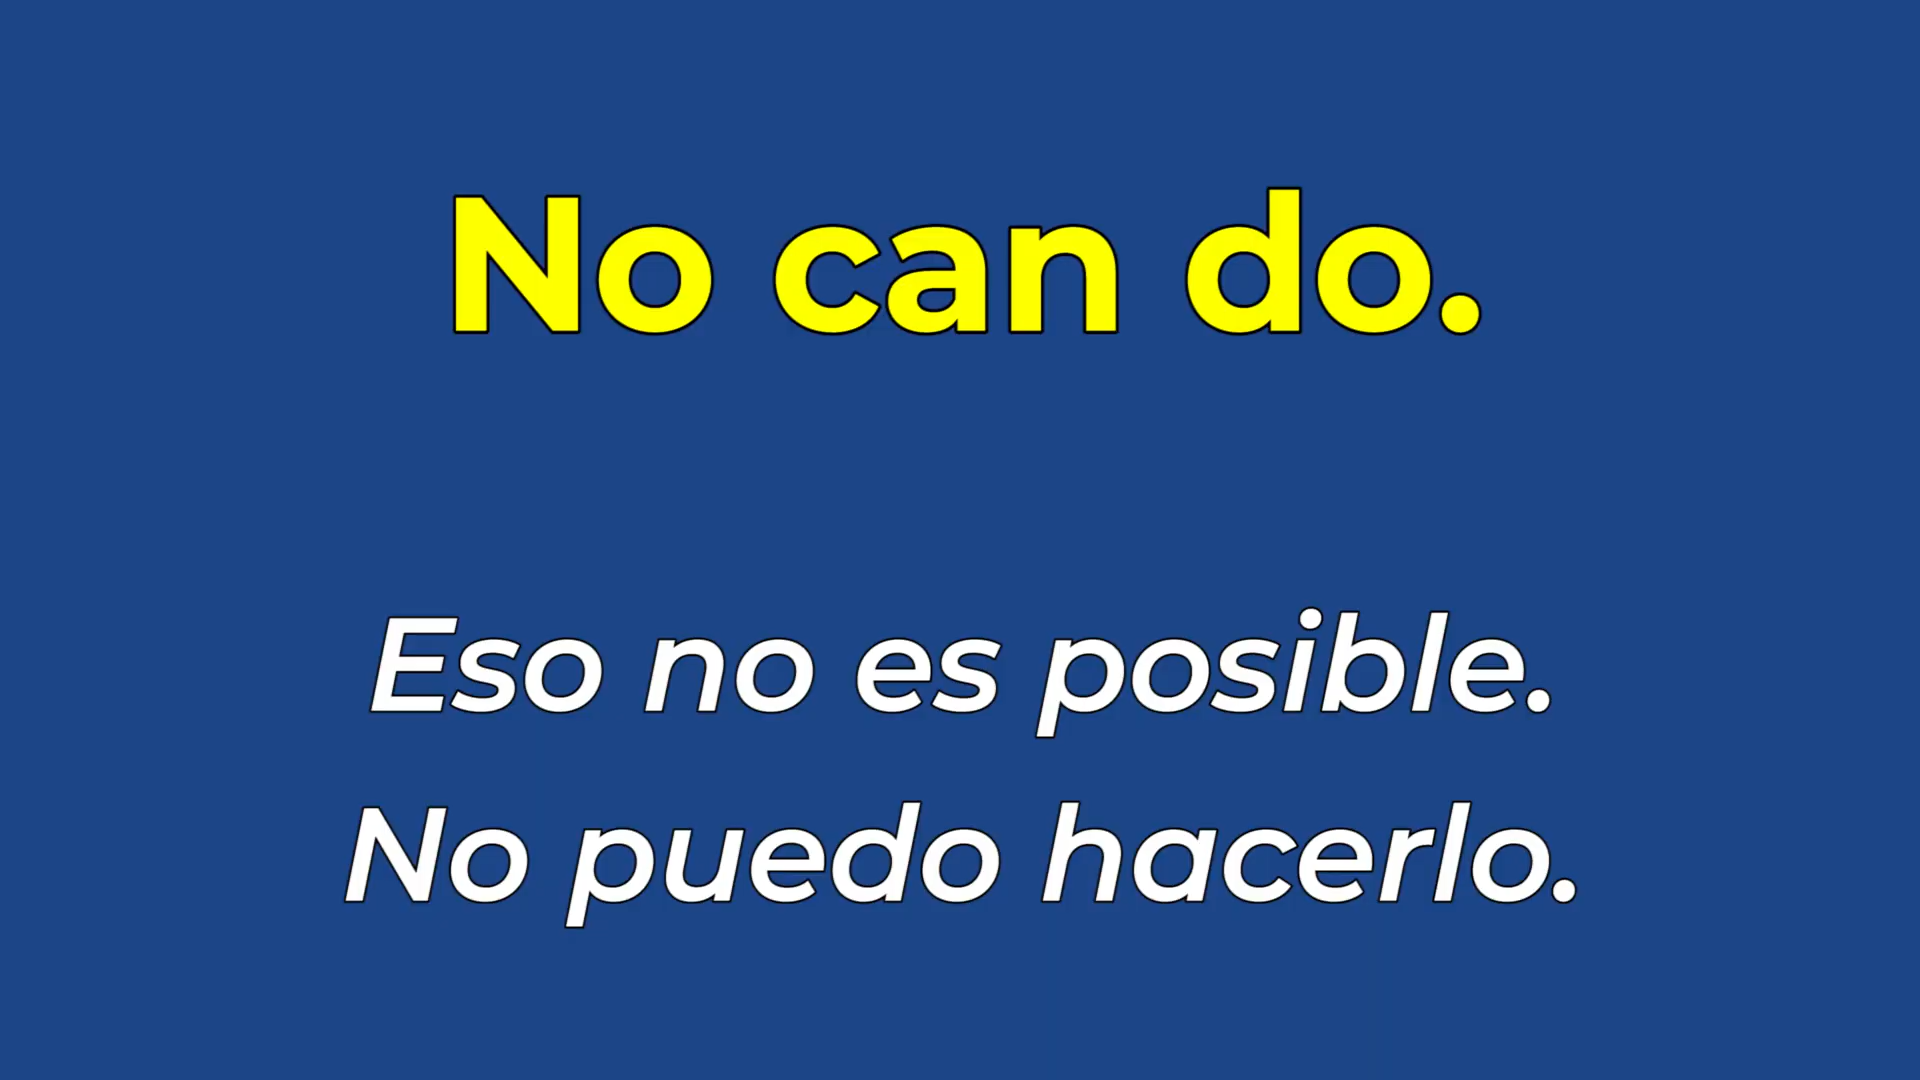 No can do.
Eso no es posible.
No puedo hacerlo.